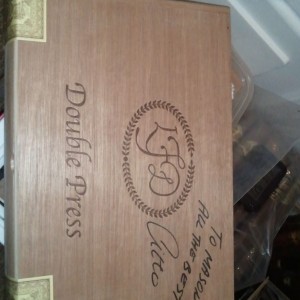 TO MASON
ALL THE BEST
Litto
LFD
Double Press